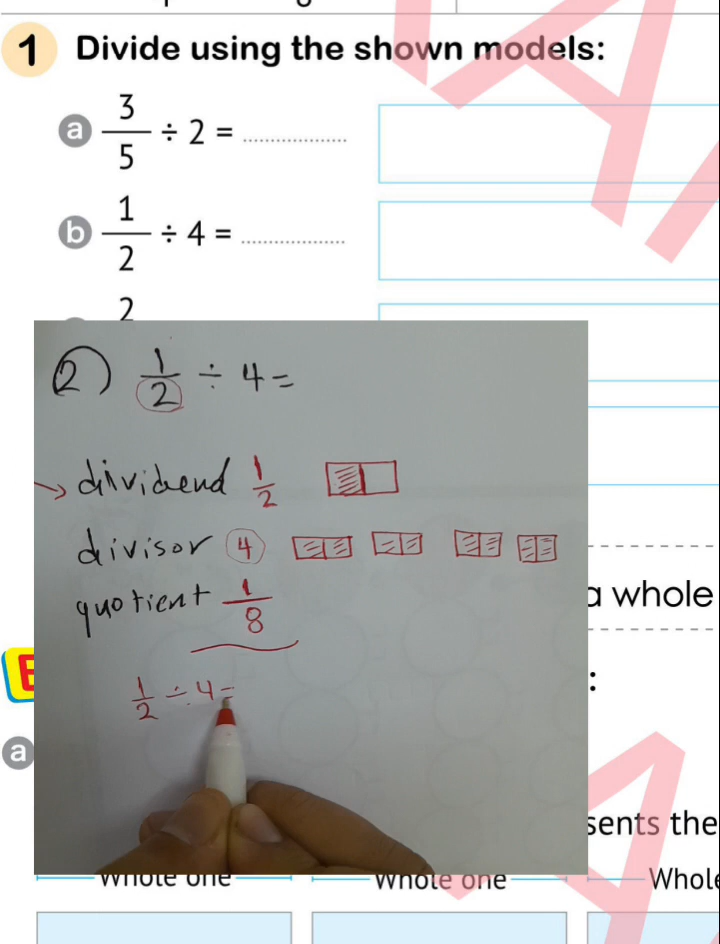 1 Divide using the shown models:
a 3/5 ÷ 2 = ....................
b 1/2 ÷ 4 = ....................
2
2) 1/2 ÷ 4 =
→ dividend 1/2
divisor 4
quotient 1/8
1/2 ÷ 4 =
a whole
:
a
sents the
Whole one Whole one Whole